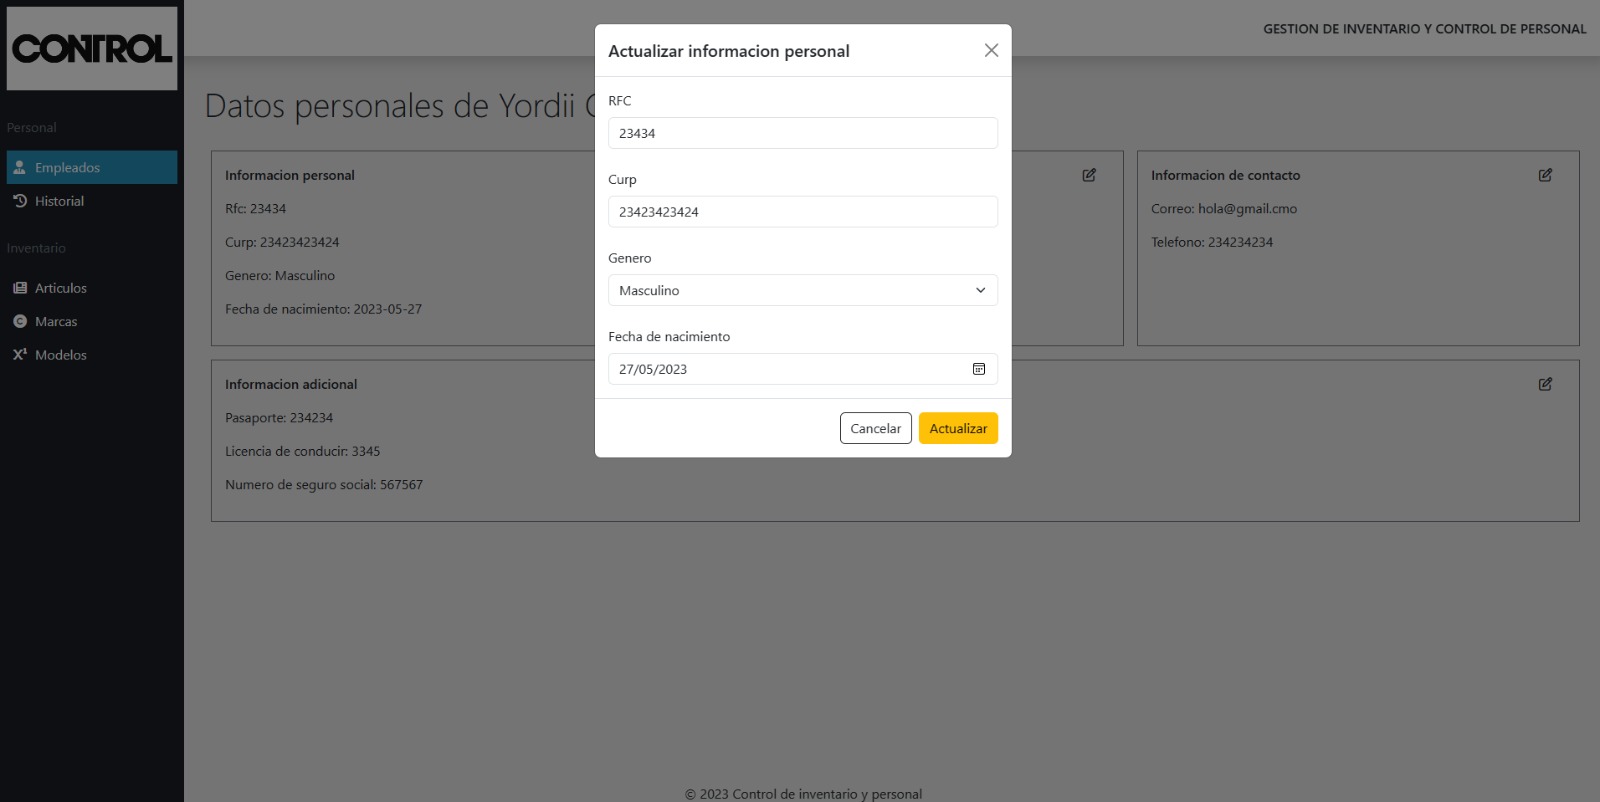 CONTROL
Personal
Empleados
Historial
Inventario
Articulos
Marcas
Modelos
GESTION DE INVENTARIO Y CONTROL DE PERSONAL
Datos personales de Yordii
Informacion personal
Rfc: 23434
Curp: 23423423424
Genero: Masculino
Fecha de nacimiento: 2023-05-27
Informacion de contacto
Correo: hola@gmail.cmo
Telefono: 234234234
Informacion adicional
Pasaporte: 234234
Licencia de conducir: 3345
Numero de seguro social: 567567
Actualizar informacion personal
RFC
23434
Curp
23423423424
Genero
Masculino
Fecha de nacimiento
27/05/2023
Cancelar
Actualizar
© 2023 Control de inventario y personal